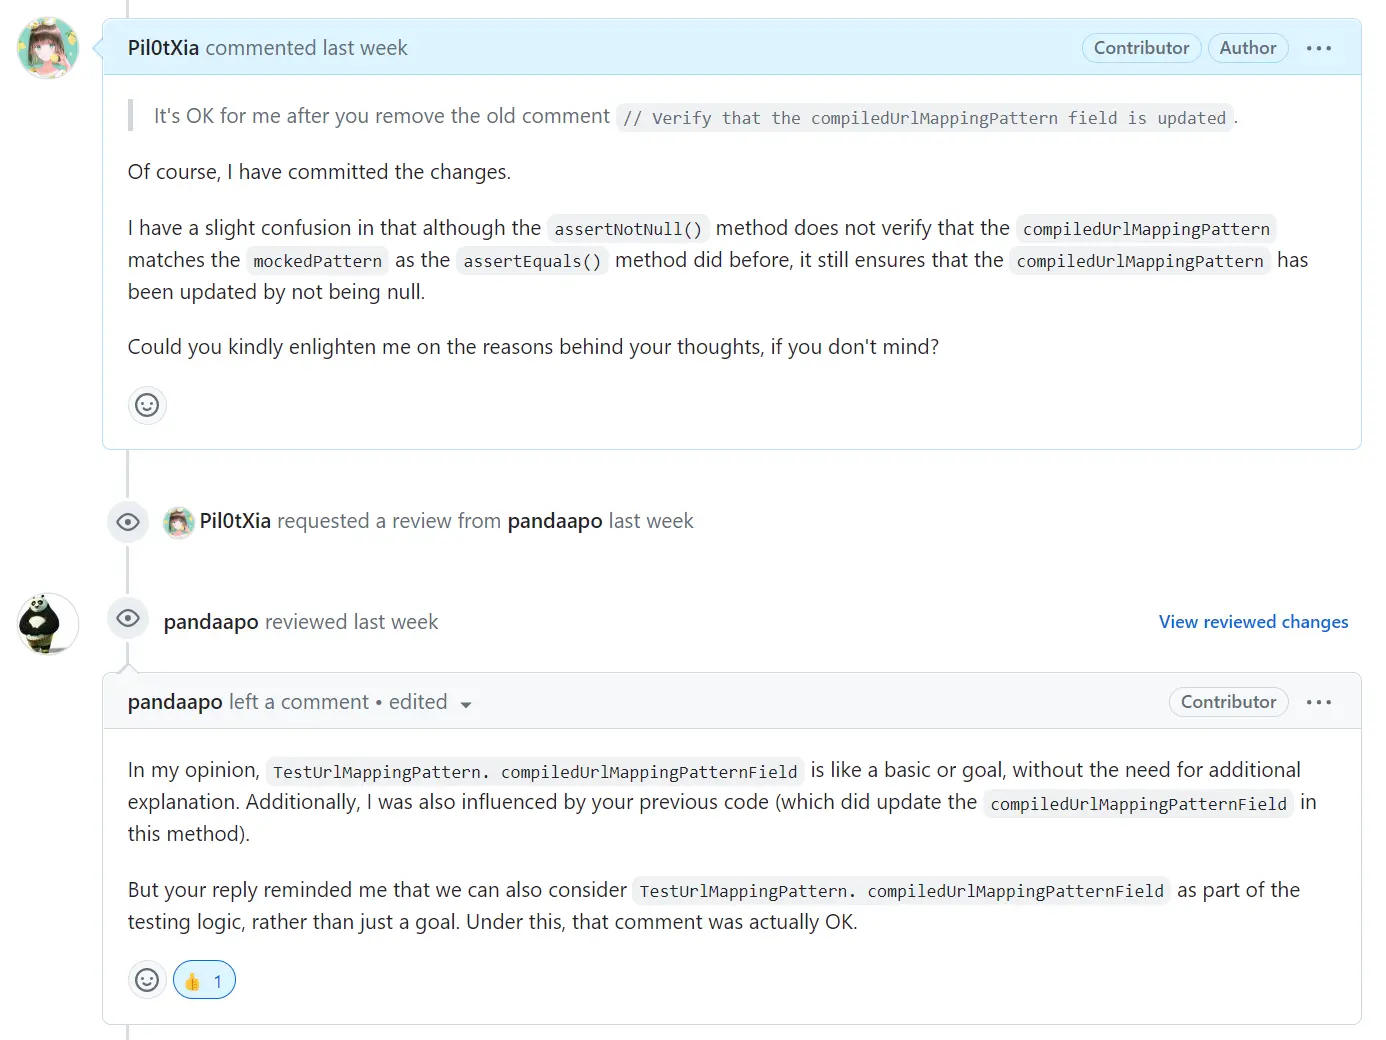 Pil0tXia commented last week
Contributor
Author
It's OK for me after you remove the old comment // Verify that the compiledUrlMappingPattern field is updated .
Of course, I have committed the changes.
I have a slight confusion in that although the assertNotNull() method does not verify that the compiledUrlMappingPattern
matches the mockedPattern as the assertEquals() method did before, it still ensures that the compiledUrlMappingPattern has
been updated by not being null.
Could you kindly enlighten me on the reasons behind your thoughts, if you don't mind?
Pil0tXia requested a review from pandaapo last week
pandaapo reviewed last week
View reviewed changes
pandaapo left a comment • edited
Contributor
In my opinion, TestUrlMappingPattern. compiledUrlMappingPatternField is like a basic or goal, without the need for additional
explanation. Additionally, I was also influenced by your previous code (which did update the compiledUrlMappingPatternField in
this method).
But your reply reminded me that we can also consider TestUrlMappingPattern. compiledUrlMappingPatternField as part of the
testing logic, rather than just a goal. Under this, that comment was actually OK.
👍 1